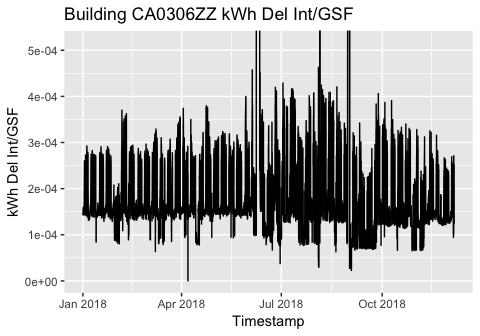 Building CA0306ZZ kWh Del Int/GSF
5e-04
4e-04
3e-04
2e-04
1e-04
0e+00
kWh Del Int/GSF
Jan 2018 Apr 2018 Jul 2018 Oct 2018
Timestamp